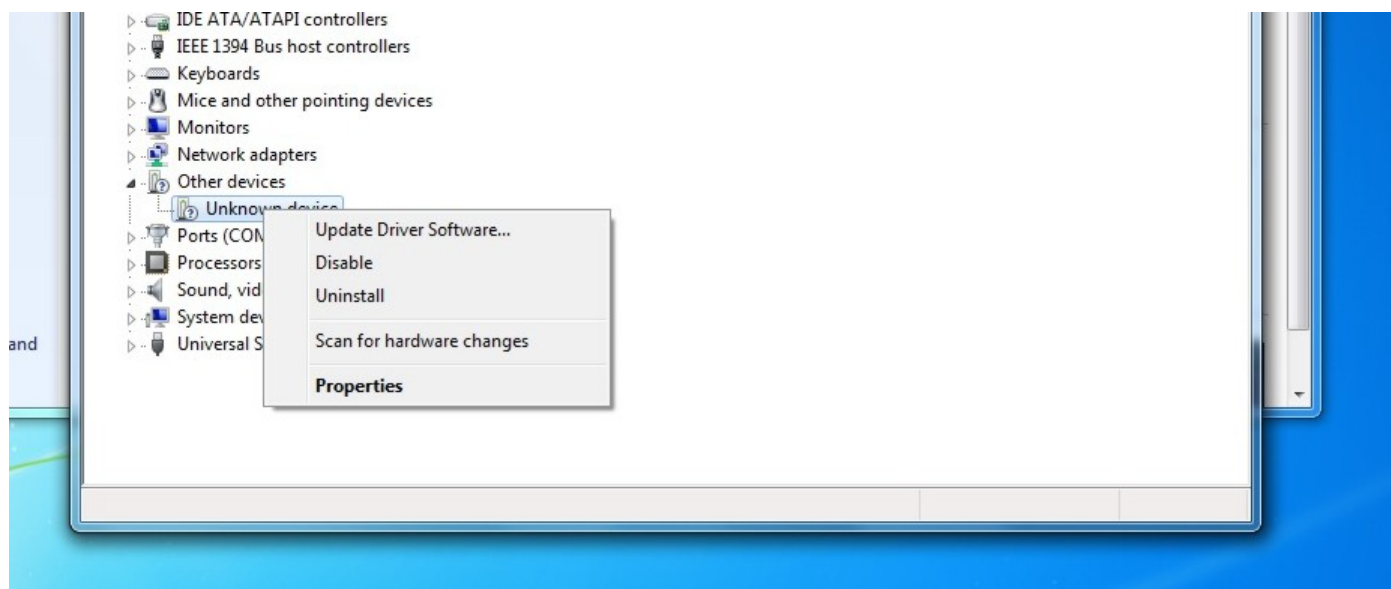 IDE ATA/ATAPI controllers
IEEE 1394 Bus host controllers
Keyboards
Mice and other pointing devices
Monitors
Network adapters
Other devices
Unknown device
Ports (COM
Update Driver Software...
Processors
Disable
Sound, vid
Uninstall
System dev
and
Universal S
Scan for hardware changes
Properties